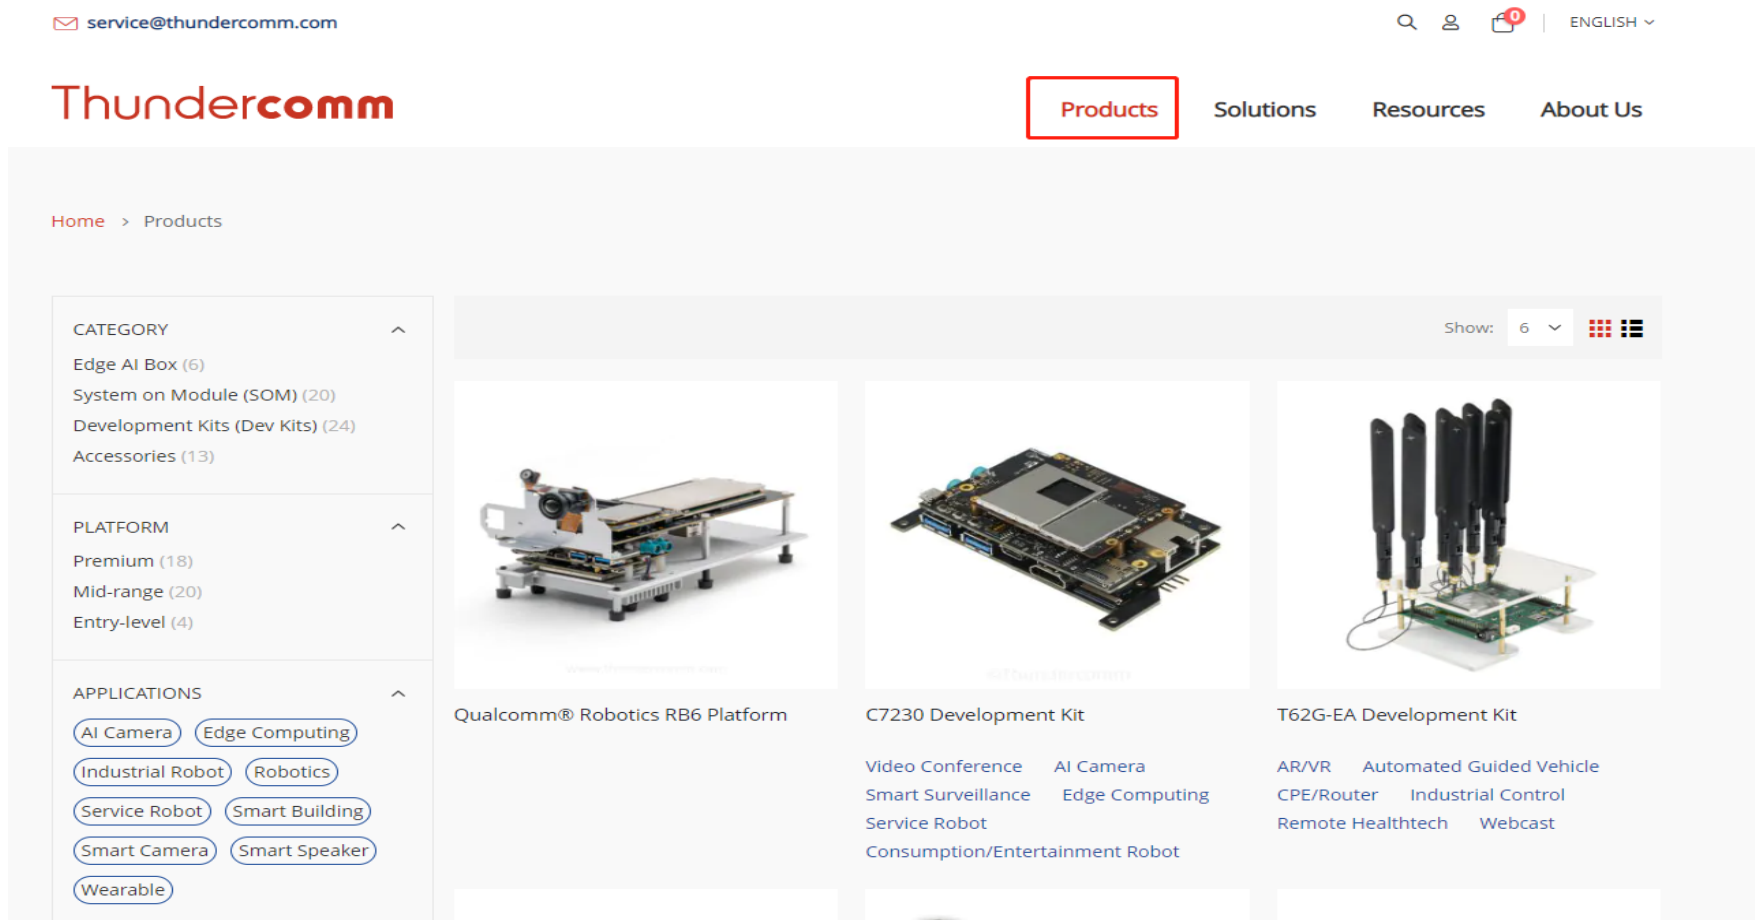 service@thundercomm.com
0
ENGLISH
Thundercomm
Products Solutions Resources About Us
Home > Products
CATEGORY
Edge AI Box (6)
System on Module (SOM) (20)
Development Kits (Dev Kits) (24)
Accessories (13)
PLATFORM
Premium (18)
Mid-range (20)
Entry-level (4)
APPLICATIONS
AI Camera Edge Computing
Industrial Robot Robotics
Service Robot Smart Building
Smart Camera Smart Speaker
Wearable
Show: 6
©Thundercomm
Qualcomm® Robotics RB6 Platform
C7230 Development Kit
Video Conference AI Camera
Smart Surveillance Edge Computing
Service Robot
Consumption/Entertainment Robot
T62G-EA Development Kit
AR/VR Automated Guided Vehicle
CPE/Router Industrial Control
Remote Healthtech Webcast